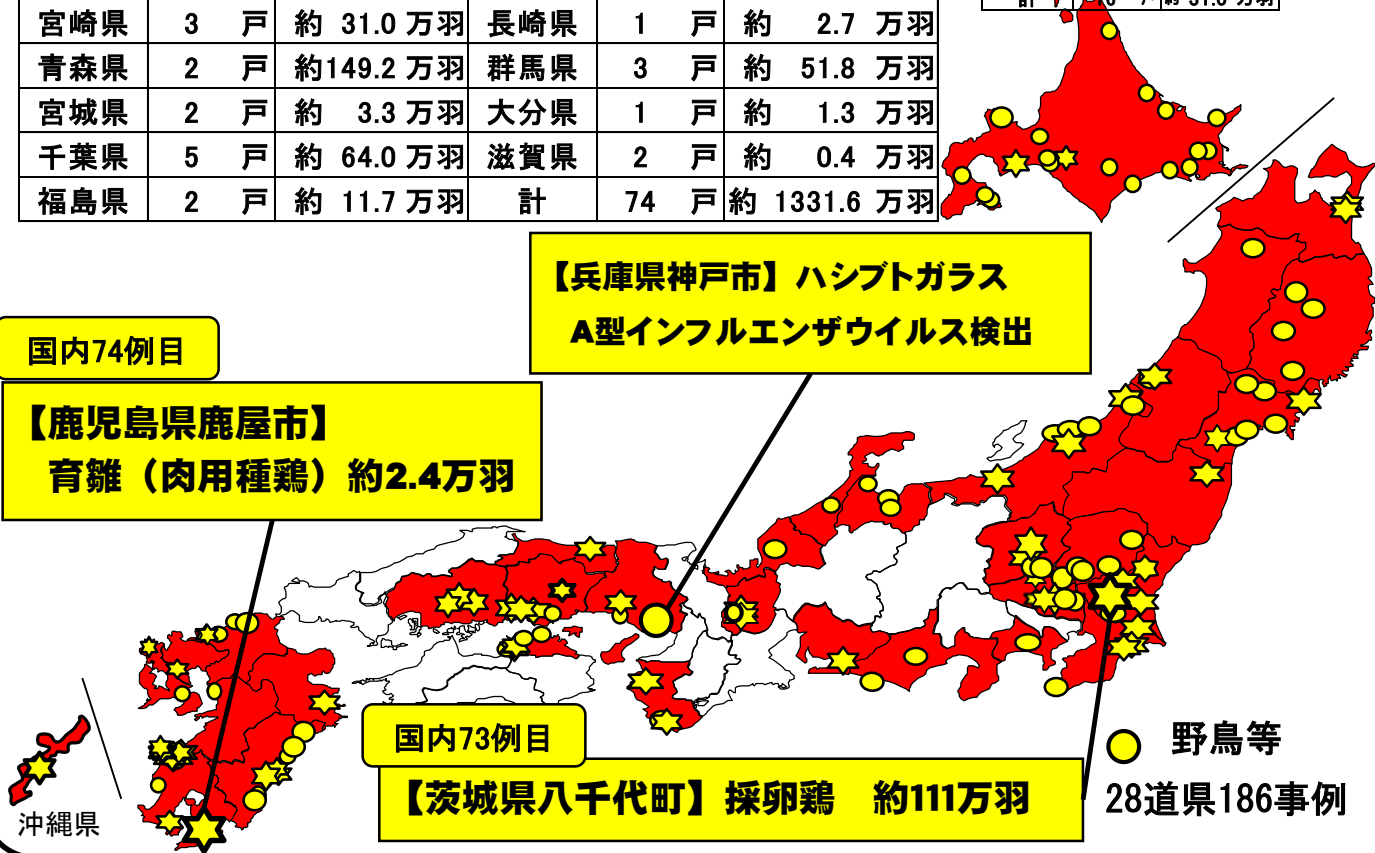 計 戸 約 31.0 万羽
宮崎県 3 戸 約 31.0 万羽 長崎県 1 戸 約 2.7 万羽
青森県 2 戸 約149.2 万羽 群馬県 3 戸 約 51.8 万羽
宮城県 2 戸 約 3.3 万羽 大分県 1 戸 約 1.3 万羽
千葉県 5 戸 約 64.0 万羽 滋賀県 2 戸 約 0.4 万羽
福島県 2 戸 約 11.7 万羽 計 74 戸 約 1331.6 万羽
【兵庫県神戸市】ハシブトガラス
A型インフルエンザウイルス検出
国内74例目
【鹿児島県鹿屋市】
育雛（肉用種鶏）約2.4万羽
国内73例目
【茨城県八千代町】採卵鶏 約111万羽
野鳥等
28道県186事例
沖縄県